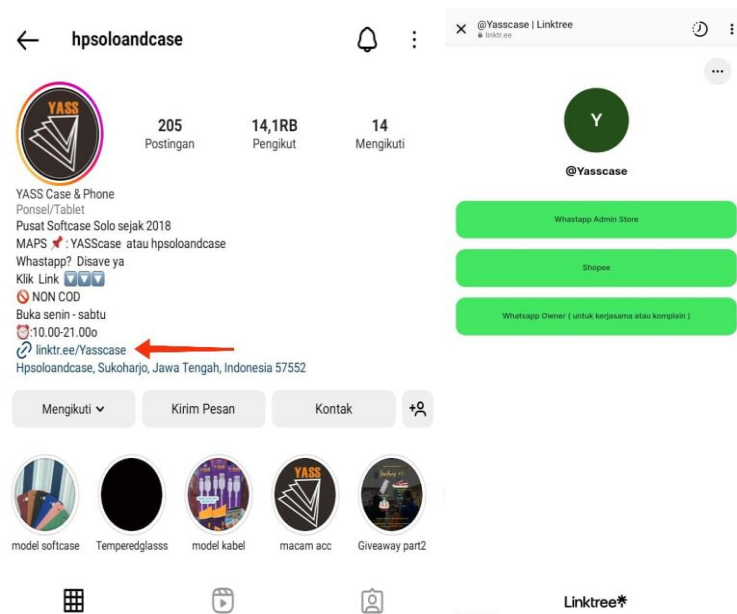 hpsoloandcase
YASS
205
Postingan
14,1RB
Pengikut
14
Mengikuti
YASS Case & Phone
Ponsel/Tablet
Pusat Softcase Solo sejak 2018
MAPS 📌 : YASScase atau hpsoloandcase
Whastapp? Disave ya
Klik Link 🔽🔽🔽
🚫 NON COD
Buka senin - sabtu
⏰:10.00-21.00o
linktr.ee/Yasscase
Hpsoloandcase, Sukoharjo, Jawa Tengah, Indonesia 57552
Mengikuti
Kirim Pesan
Kontak
YASS
model softcase
Temperedglasss
model kabel
macam acc
Giveaway part2
@Yasscase | Linktree
linktr.ee
Y
@Yasscase
Whastapp Admin Store
Shopee
Whatsapp Owner ( untuk kerjasama atau komplain )
Linktree